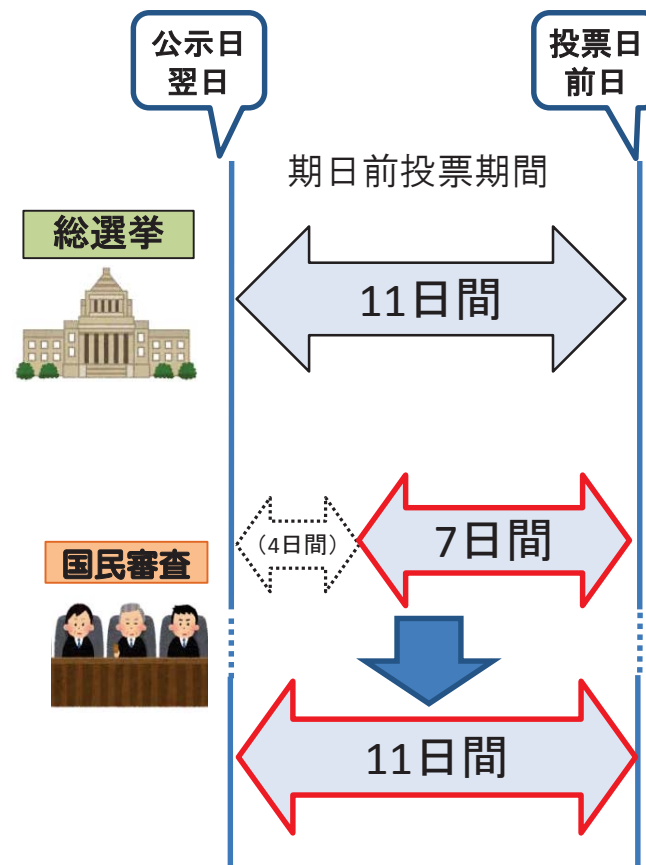 公示日
翌日
投票日
前日
期日前投票期間
総選挙
11日間
(4日間)
7日間
国民審査
11日間